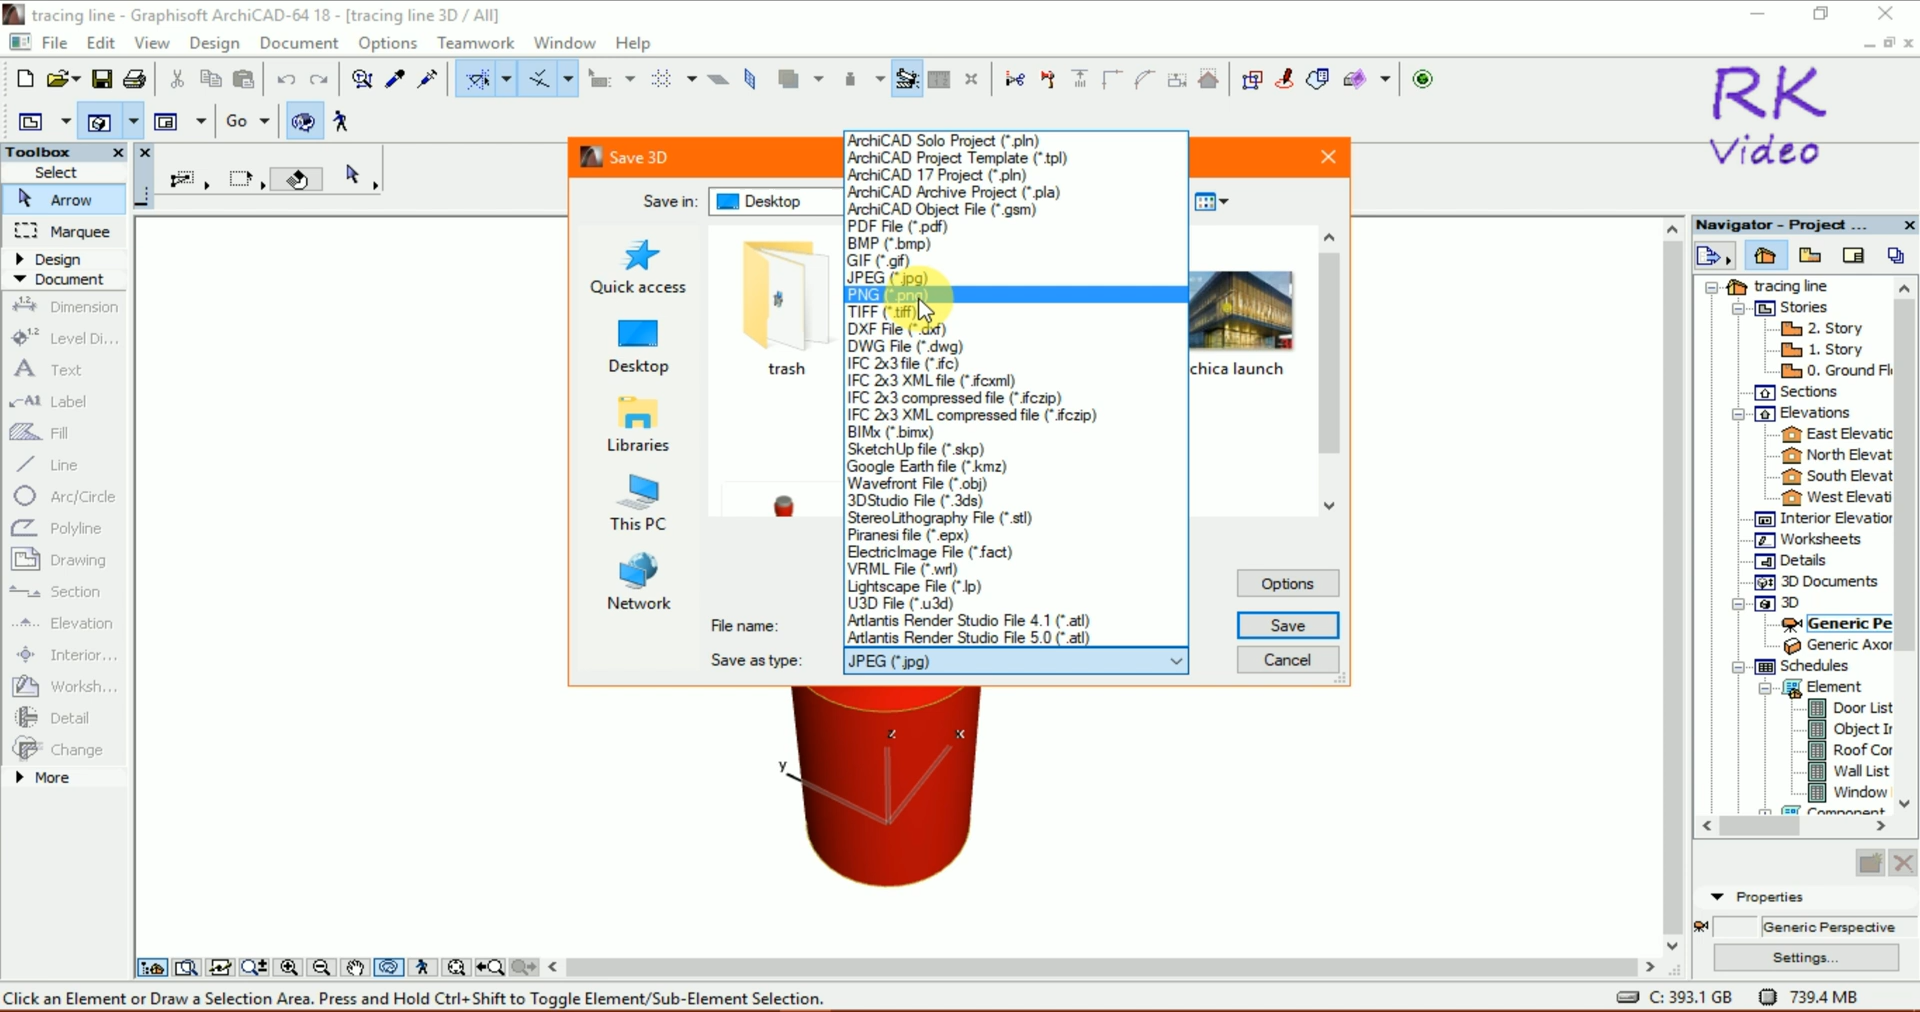 tracing line - Graphisoft ArchiCAD-64 18 - [tracing line 3D / All]
File Edit View Design Document Options Teamwork Window Help
Go
RK
Video
Toolbox
Select
Arrow
Marquee
Design
Document
Dimension
Level Di...
Text
Label
Fill
Line
Arc/Circle
Polyline
Drawing
Section
Elevation
Interior...
Worksh...
Detail
Change
More
Save 3D
Save in: Desktop
Quick access
Desktop
Libraries
This PC
Network
trash
chica launch
ArchiCAD Solo Project (*.pln)
ArchiCAD Project Template (*.tpl)
ArchiCAD 17 Project (*.pln)
ArchiCAD Archive Project (*.pla)
ArchiCAD Object File (*.gsm)
PDF File (*.pdf)
BMP (*.bmp)
GIF (*.gif)
JPEG (*.jpg)
PNG (*.png)
TIFF (*.tiff)
DXF File (*.dxf)
DWG File (*.dwg)
IFC 2x3 file (*.ifc)
IFC 2x3 XML file (*.ifcxml)
IFC 2x3 compressed file (*.ifczip)
IFC 2x3 XML compressed file (*.ifczip)
BIMx (*.bimx)
SketchUp file (*.skp)
Google Earth file (*.kmz)
Wavefront File (*.obj)
3DStudio File (*.3ds)
StereoLithography File (*.stl)
Piranesi file (*.epx)
ElectricImage File (*.fact)
VRML File (*.wrl)
Lightscape File (*.lp)
U3D File (*.u3d)
Artlantis Render Studio File 4.1 (*.atl)
Artlantis Render Studio File 5.0 (*.atl)
File name:
Save as type: JPEG (*.jpg)
Options
Save
Cancel
z
x
y
Navigator - Project ...
tracing line
Stories
2. Story
1. Story
0. Ground Fl
Sections
Elevations
East Elevatic
North Elevat
South Elevat
West Elevati
Interior Elevation
Worksheets
Details
3D Documents
3D
Generic Pe
Generic Axon
Schedules
Element
Door List
Object In
Roof Con
Wall List
Window
Component
Properties
Generic Perspective
Settings...
Click an Element or Draw a Selection Area. Press and Hold Ctrl+Shift to Toggle Element/Sub-Element Selection.
C: 393.1 GB
739.4 MB